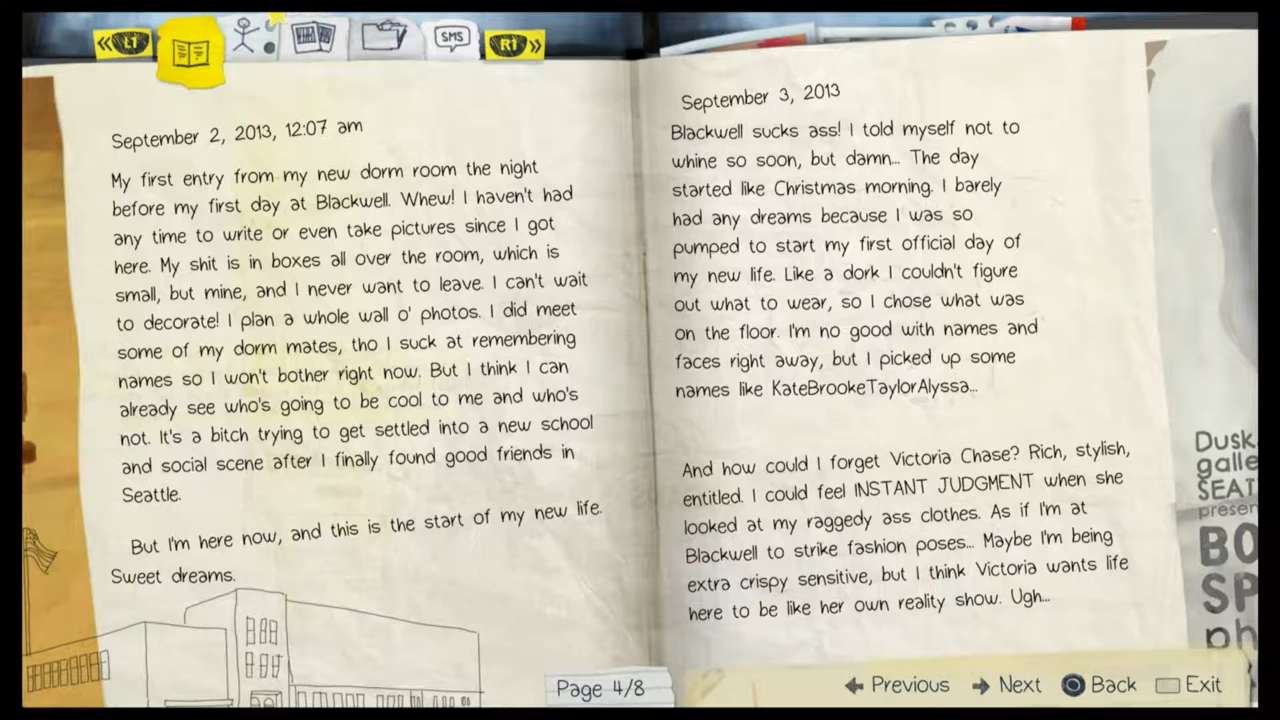 L1
SMS
R1
September 2, 2013, 12:07 am
My first entry from my new dorm room the night
before my first day at Blackwell. Whew! I haven't had
any time to write or even take pictures since I got
here. My shit is in boxes all over the room, which is
small, but mine, and I never want to leave. I can't wait
to decorate! I plan a whole wall o' photos. I did meet
some of my dorm mates, tho I suck at remembering
names so I won't bother right now. But I think I can
already see who's going to be cool to me and who's
not. It's a bitch trying to get settled into a new school
and social scene after I finally found good friends in
Seattle.
But I'm here now, and this is the start of my new life.
Sweet dreams.
September 3, 2013
Blackwell sucks ass! I told myself not to
whine so soon, but damn... The day
started like Christmas morning. I barely
had any dreams because I was so
pumped to start my first official day of
my new life. Like a dork I couldn't figure
out what to wear, so I chose what was
on the floor. I'm no good with names and
faces right away, but I picked up some
names like KateBrookeTaylorAlyssa...
And how could I forget Victoria Chase? Rich, stylish,
entitled. I could feel INSTANT JUDGMENT when she
looked at my raggedy ass clothes. As if I'm at
Blackwell to strike fashion poses... Maybe I'm being
extra crispy sensitive, but I think Victoria wants life
here to be like her own reality show. Ugh...
Dusk
galle
SEAT
presen
BO
SP
ph
Page 4/8
Previous
Next
Back
Exit